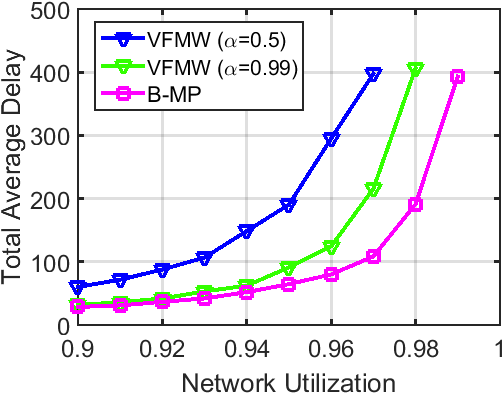 500
400
300
200
100
0
Total Average Delay
VFMW (α=0.5)
VFMW (α=0.99)
B-MP
0.9 0.92 0.94 0.96 0.98 1
Network Utilization